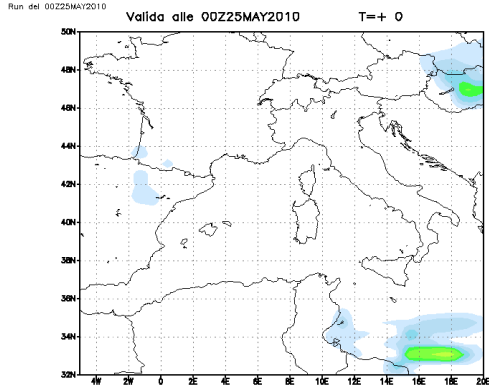 Run del 00Z25MAY2010
Valida alle 00Z25MAY2010 T=+ 0
50N
48N
46N
44N
42N
40N
38N
36N
34N
32N
4W 2W 0 2E 4E 6E 8E 10E 12E 14E 16E 18E 20E